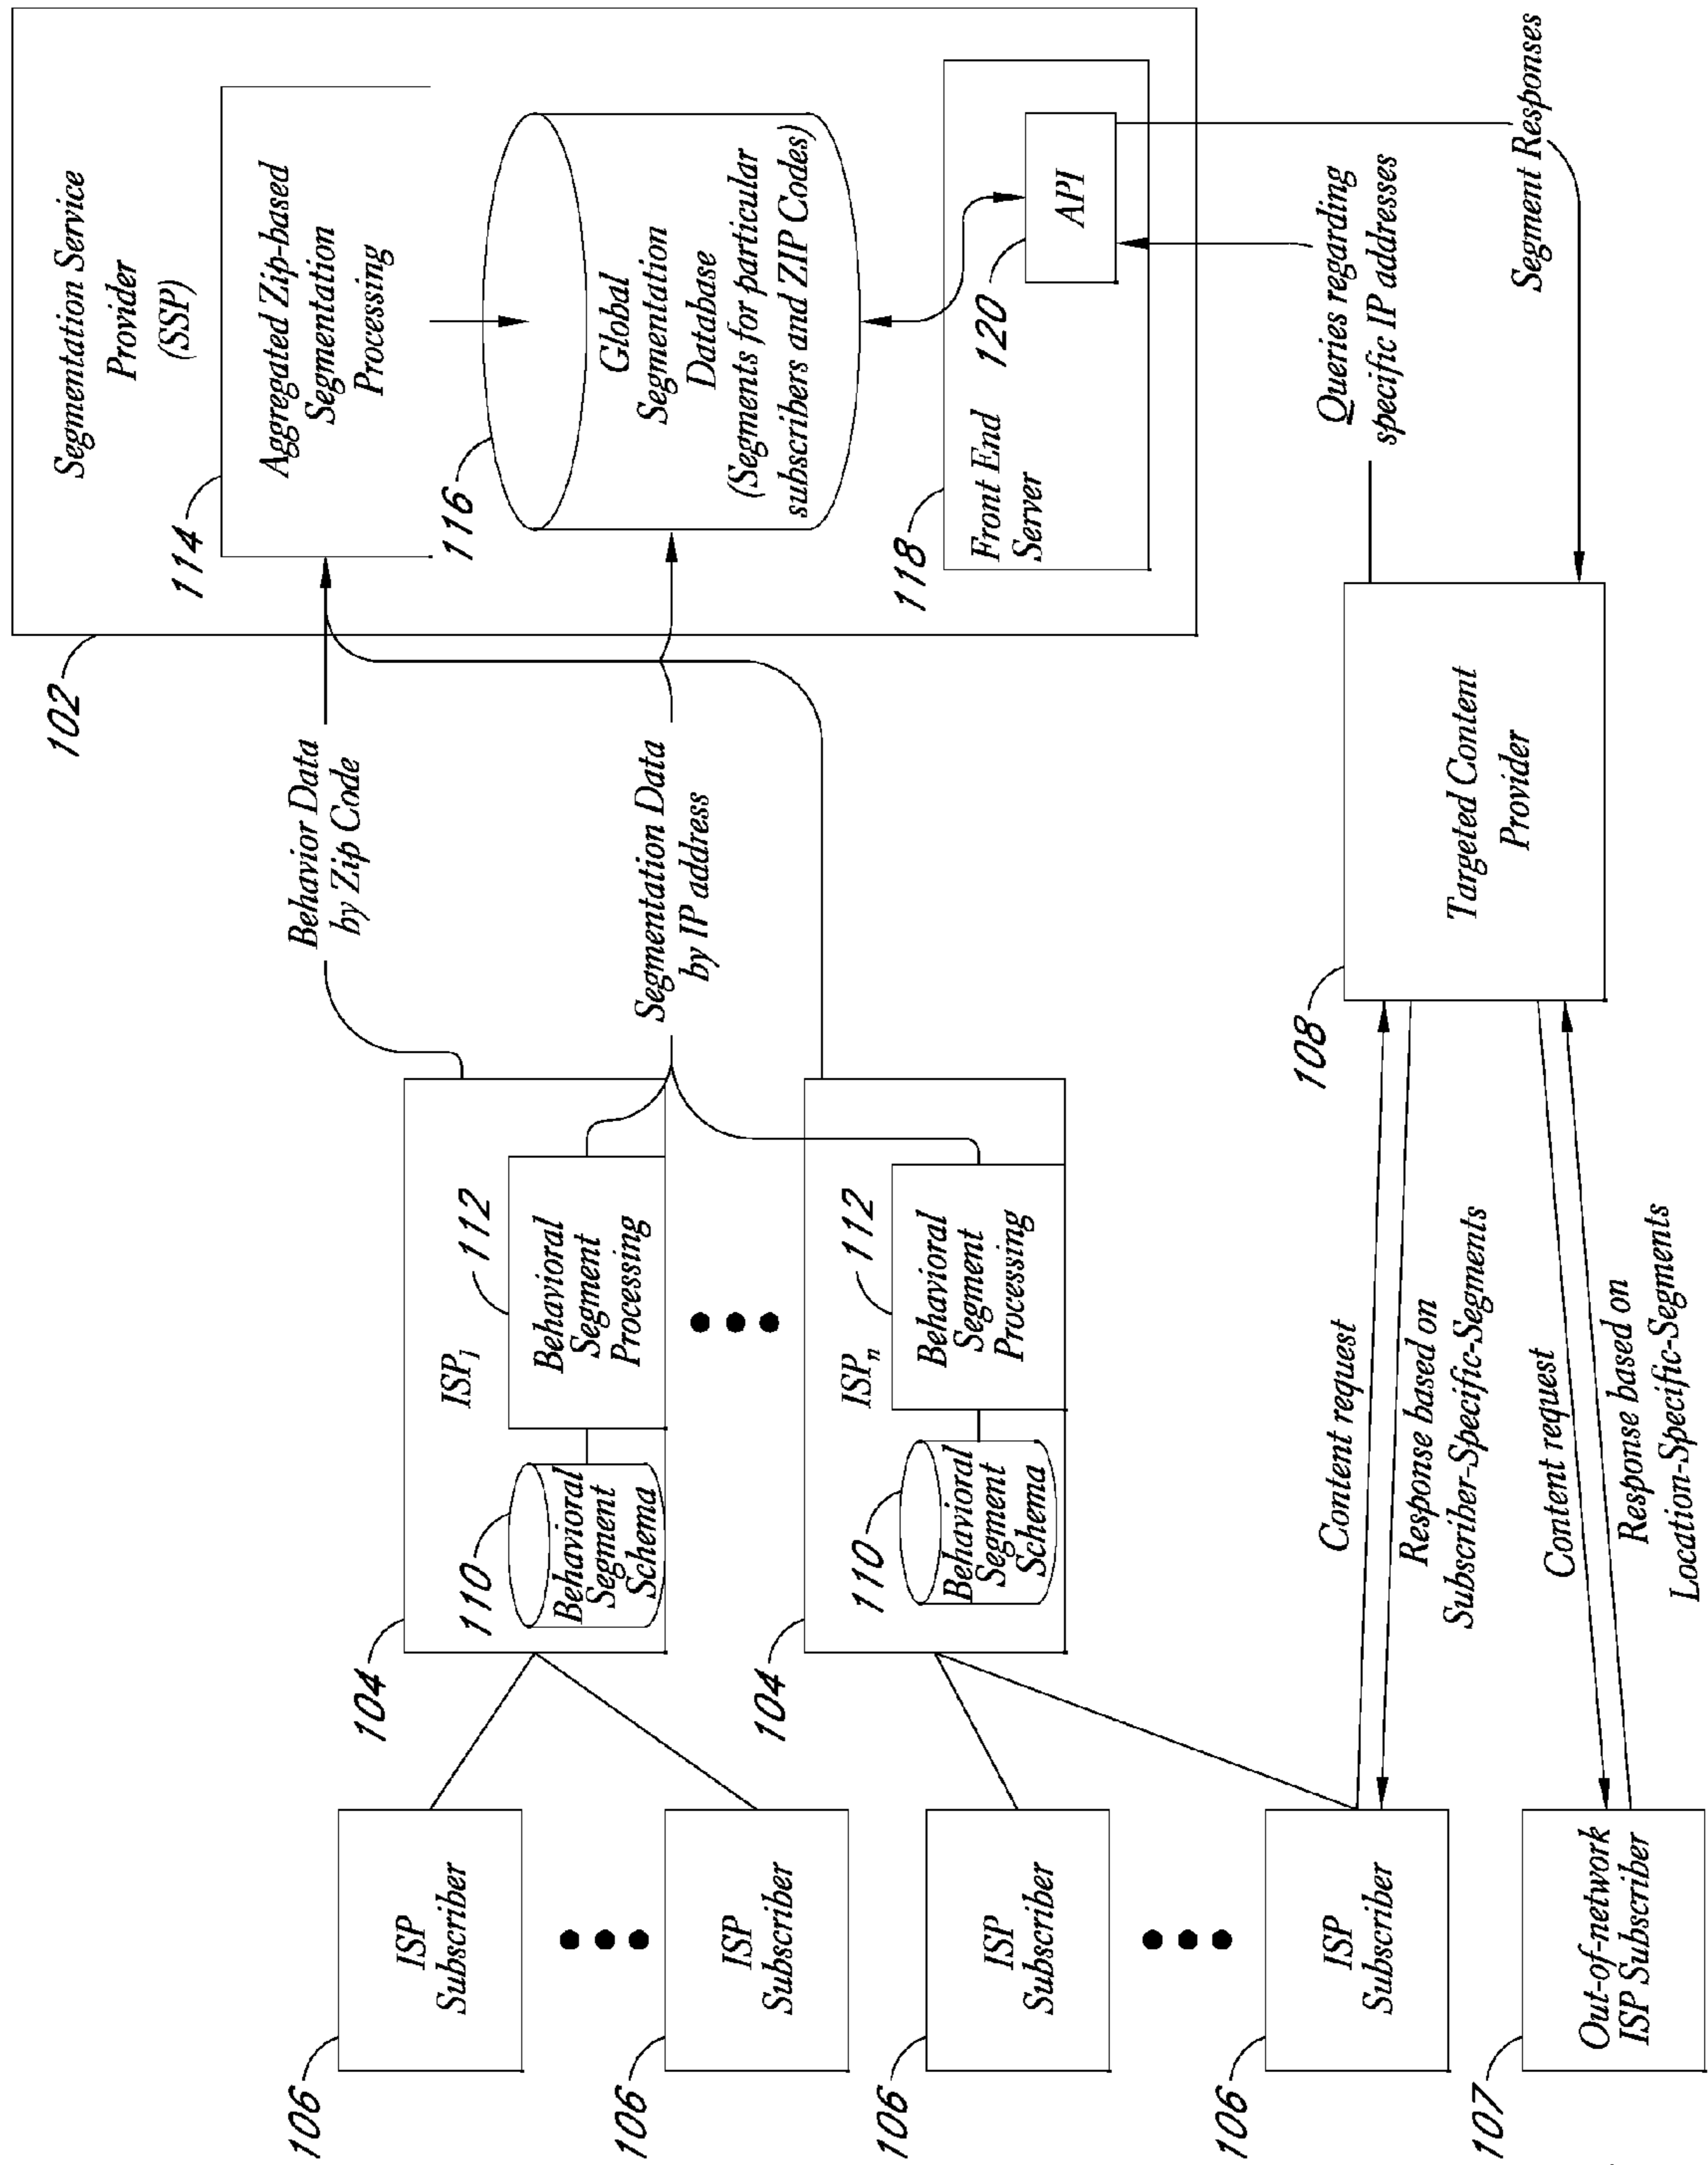 106
ISP
Subscriber
106
ISP
Subscriber
106
ISP
Subscriber
106
ISP
Subscriber
107
Out-of-network
ISP Subscriber
104
ISP1
110
Behavioral
Segment
Schema
112
Behavioral
Segment
Processing
104
ISPn
110
Behavioral
Segment
Schema
112
Behavioral
Segment
Processing
Behavior Data
by Zip Code
Segmentation Data
by IP address
Content request
Response based on
Subscriber-Specific-Segments
Content request
Response based on
Location-Specific-Segments
102
Segmentation Service
Provider
(SSP)
114
Aggregated Zip-based
Segmentation
Processing
116
Global
Segmentation
Database
(Segments for particular
subscribers and ZIP Codes)
118
Front End
Server
120
API
108
Targeted Content
Provider
Queries regarding
specific IP addresses
Segment Responses